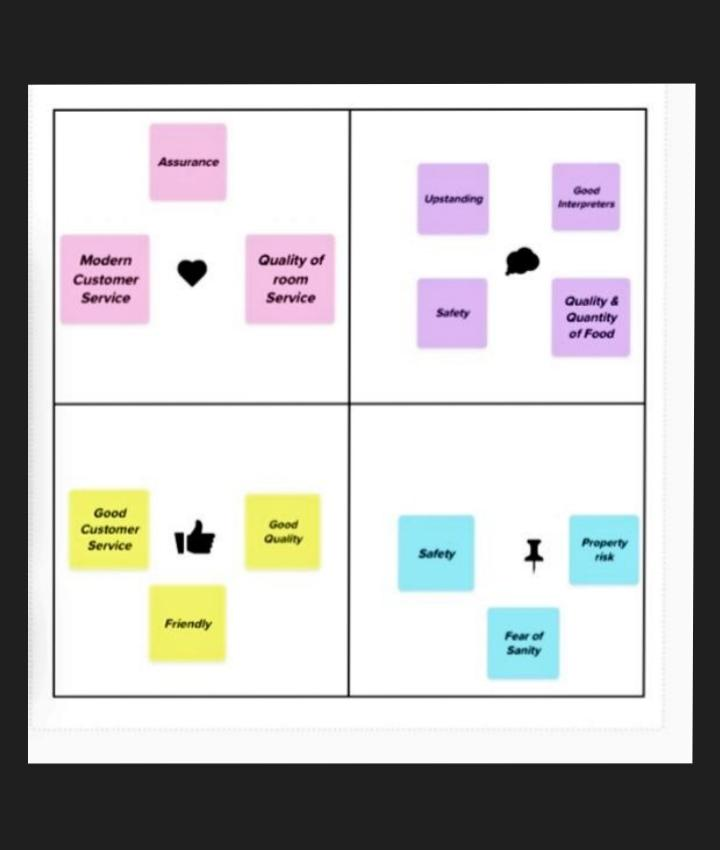 Assurance
Modern
Customer
Service
Quality of
room
Service
Upstanding
Good
Interpreters
Safety
Quality &
Quantity
of Food
Good
Customer
Service
Good
Quality
Friendly
Safety
Property
risk
Fear of
Sanity